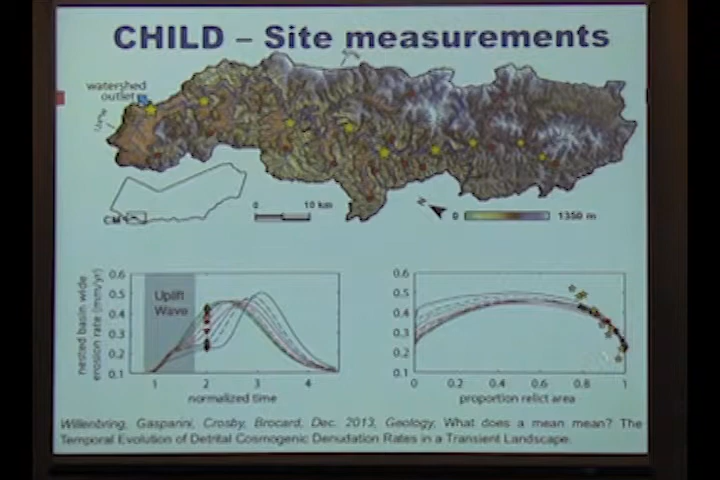 CHILD – Site measurements
watershed
outlet
N
0 10 km
0 1350 m
CM
0.6
0.5
0.4
0.3
0.2
0.1
nested basin wide
erosion rate (mm/yr)
Uplift
Wave
1 2 3 4
normalized time
0.6
0.5
0.4
0.3
0.2
0.1
0 0.2 0.4 0.6 0.8 1
proportion relict area
Willenbring, Gasparini, Crosby, Brocard, Dec. 2013, Geology, What does a mean mean? The
Temporal Evolution of Detrital Cosmogenic Denudation Rates in a Transient Landscape.